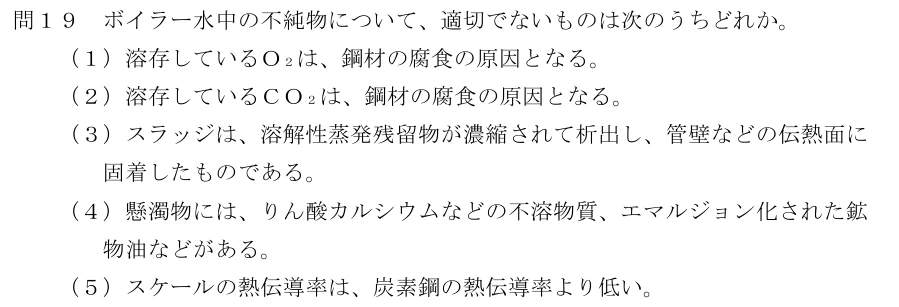 問１９　ボイラー水中の不純物について、適切でないものは次のうちどれか。
（１）溶存しているＯ₂は、鋼材の腐食の原因となる。
（２）溶存しているＣＯ₂は、鋼材の腐食の原因となる。
（３）スラッジは、溶解性蒸発残留物が濃縮されて析出し、管壁などの伝熱面に
固着したものである。
（４）懸濁物には、りん酸カルシウムなどの不溶物質、エマルジョン化された鉱
物油などがある。
（５）スケールの熱伝導率は、炭素鋼の熱伝導率より低い。